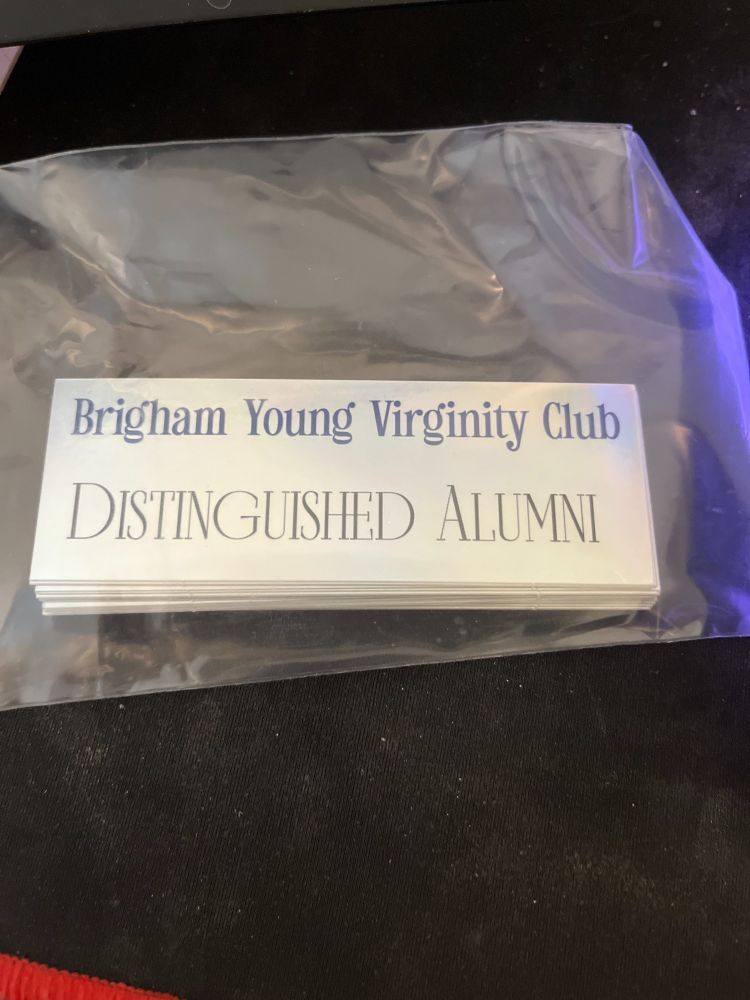 Brigham Young Virginity Club
DISTINGUISHED ALUMNI